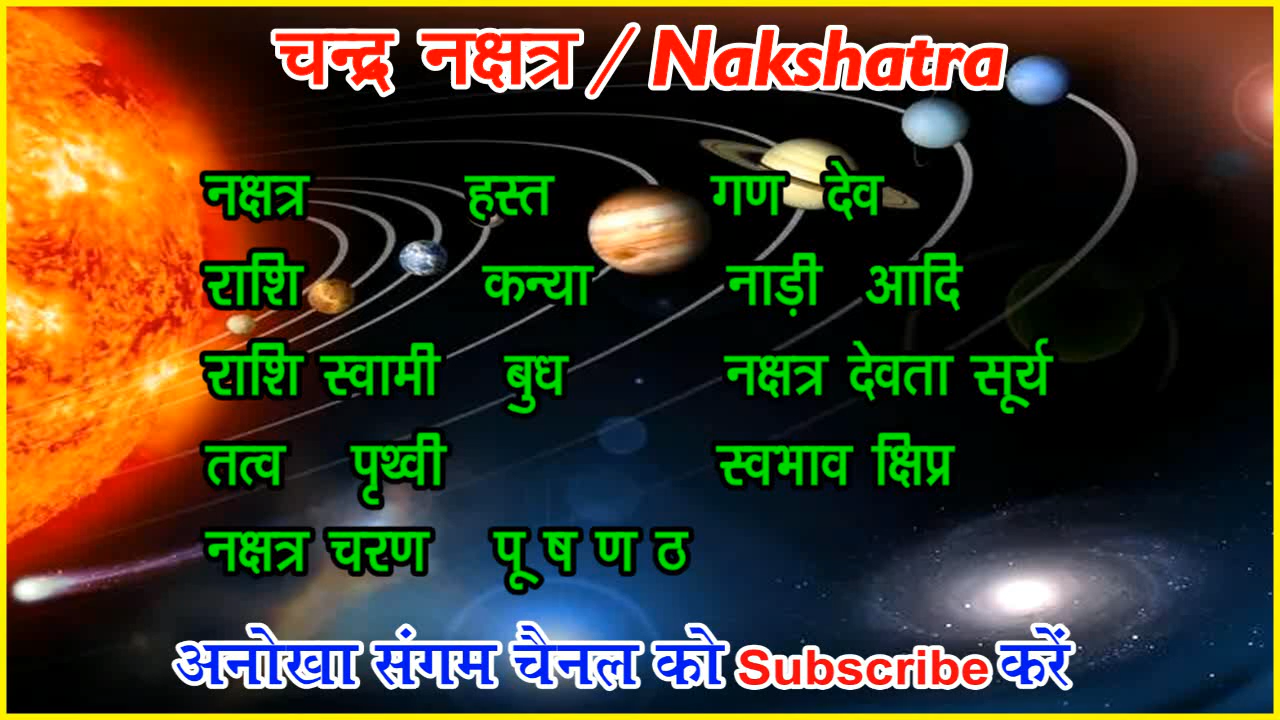 चन्द्र नक्षत्र / Nakshatra
नक्षत्र हस्त गण देव
राशि कन्या नाड़ी आदि
राशि स्वामी बुध नक्षत्र देवता सूर्य
तत्व पृथ्वी स्वभाव क्षिप्र
नक्षत्र चरण पू ष ण ठ
अनोखा संगम चैनल को Subscribe करें